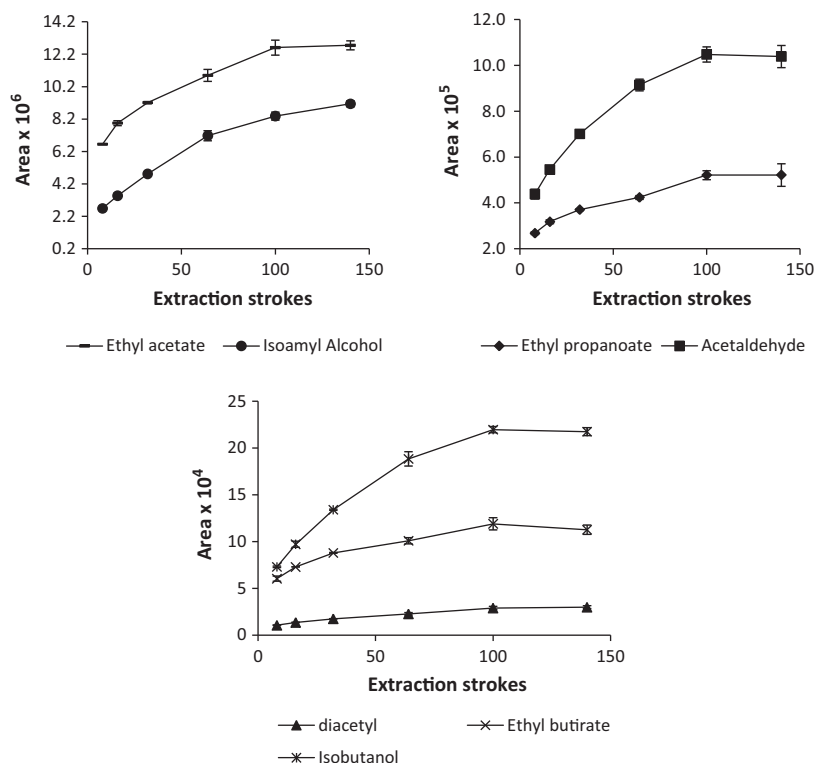 14.2
12.2
10.2
8.2
6.2
4.2
2.2
0.2
Area x 10^6
0 50 100 150
Extraction strokes
Ethyl acetate Isoamyl Alcohol
12.0
10.0
8.0
6.0
4.0
2.0
Area x 10^5
0 50 100 150
Extraction strokes
Ethyl propanoate Acetaldehyde
25
20
15
10
5
0
Area x 10^4
0 50 100 150
Extraction strokes
diacetyl Ethyl butirate
Isobutanol